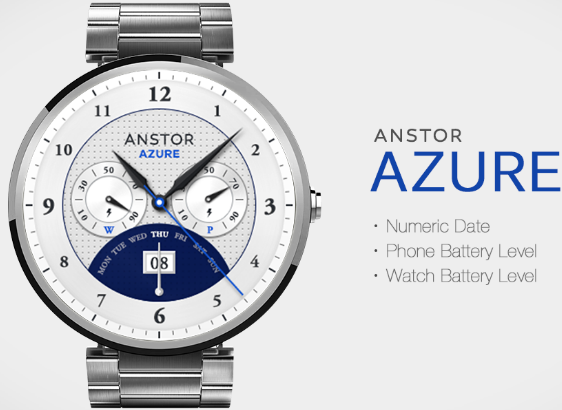 12
11
1
10
2
9
3
8
4
7
5
6
ANSTOR
AZURE
10
30
50
70
90
W
10
30
50
70
90
P
MON TUE WED THU FRI SAT SUN
08
ANSTOR
AZURE
· Numeric Date
· Phone Battery Level
· Watch Battery Level